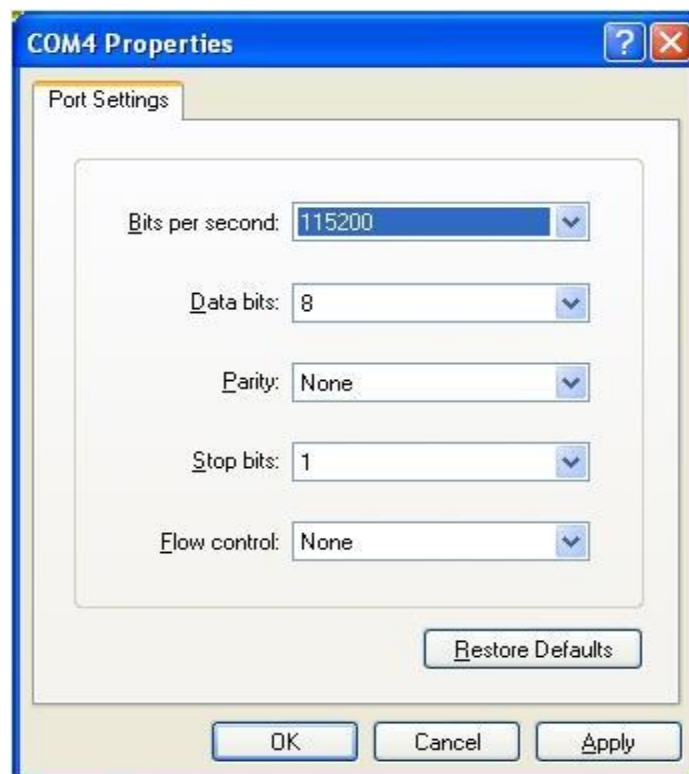 COM4 Properties
Port Settings
Bits per second: 115200
Data bits: 8
Parity: None
Stop bits: 1
Flow control: None
Restore Defaults
OK Cancel Apply